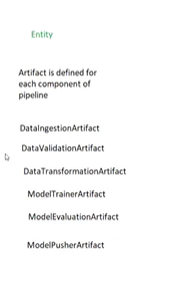 Entity
Artifact is defined for
each component of
pipeline
DataIngestionArtifact
DataValidationArtifact
DataTransformationArtifact
ModelTrainerArtifact
ModelEvaluationArtifact
ModelPusherArtifact